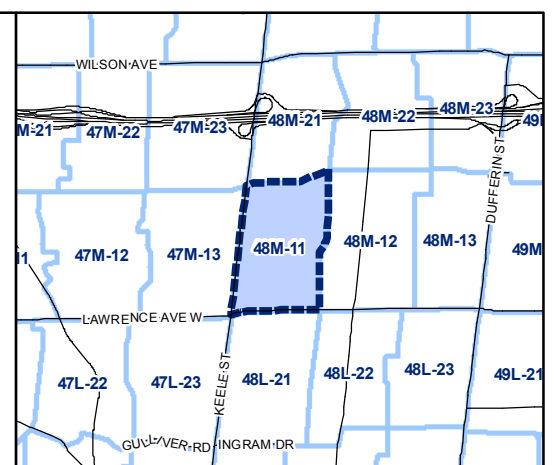 WILSON AVE
48M-23
M-21 47M-22 47M-23 48M-21 48M-22 49
DUFFERIN ST
47M-12 47M-13 48M-11 48M-12 48M-13 49M
LAWRENCE AVE W
KEELE ST
47L-22 47L-23 48L-21 48L-22 48L-23 49L-21
GULLIVER RD INGRAM DR